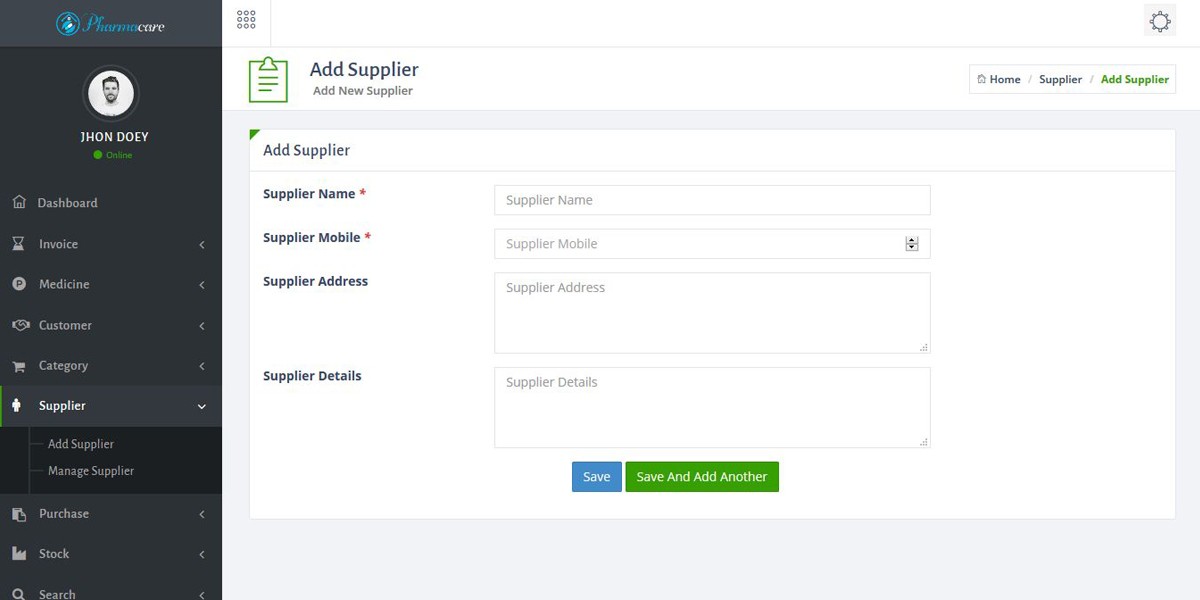 Pharmacare
JHON DOEY
Online
Dashboard
Invoice
Medicine
Customer
Category
Supplier
Add Supplier
Manage Supplier
Purchase
Stock
Search
Add Supplier
Add New Supplier
Home / Supplier / Add Supplier
Add Supplier
Supplier Name * Supplier Name
Supplier Mobile * Supplier Mobile
Supplier Address Supplier Address
Supplier Details Supplier Details
Save Save And Add Another